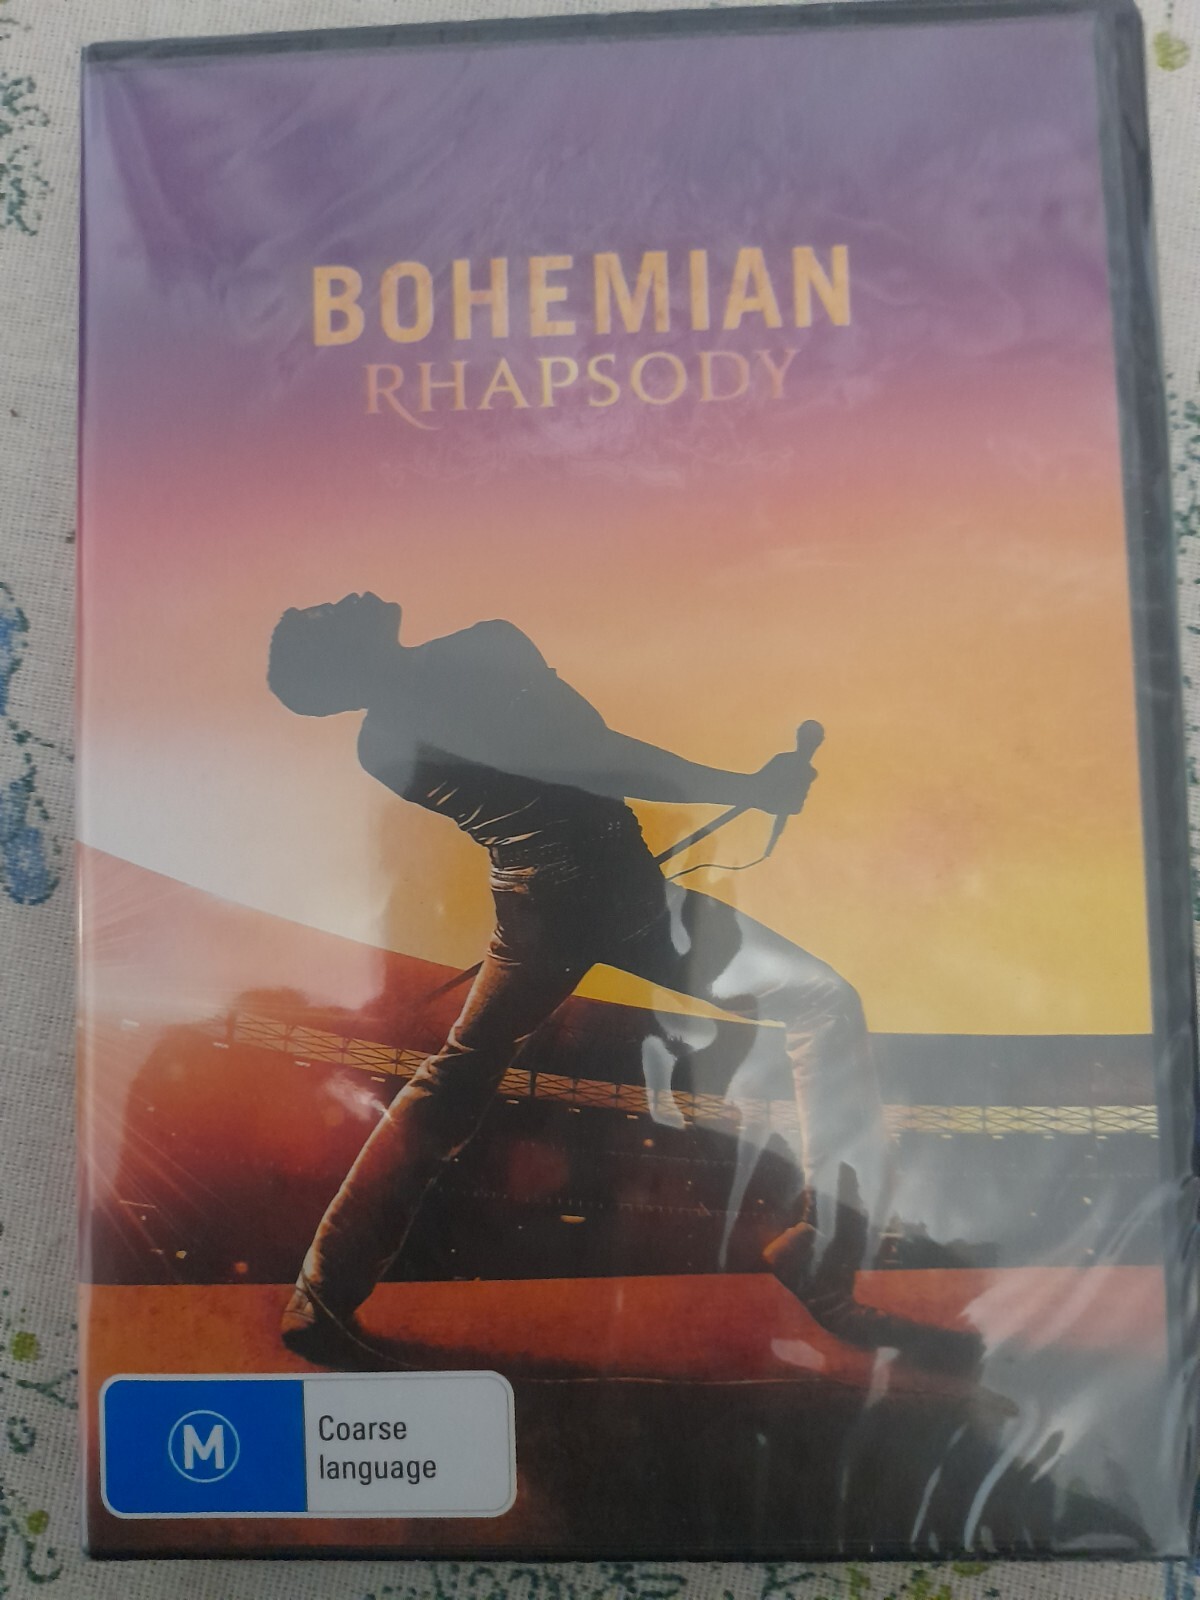 BOHEMIAN
RHAPSODY
M
Coarse
language